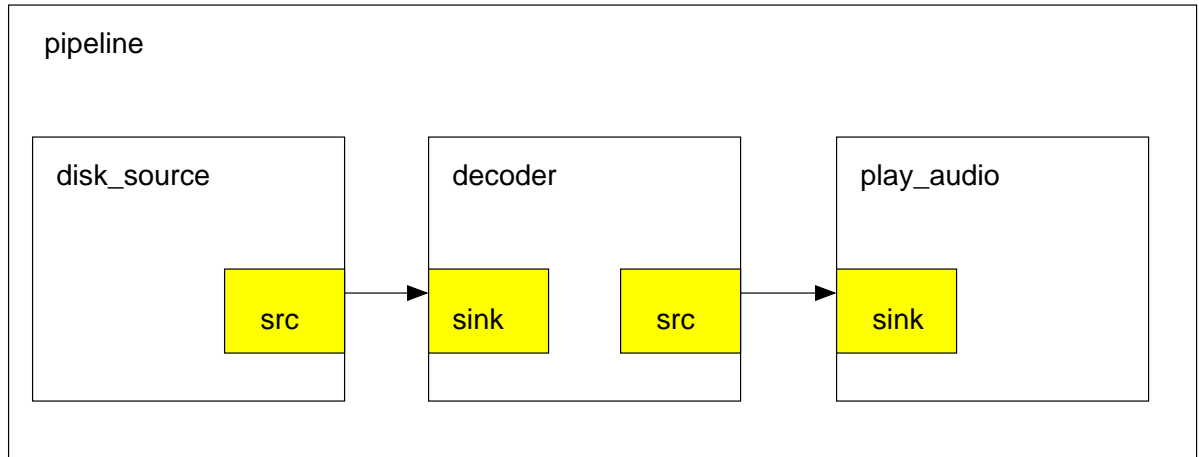 pipeline
disk_source
decoder
play_audio
src
sink
src
sink